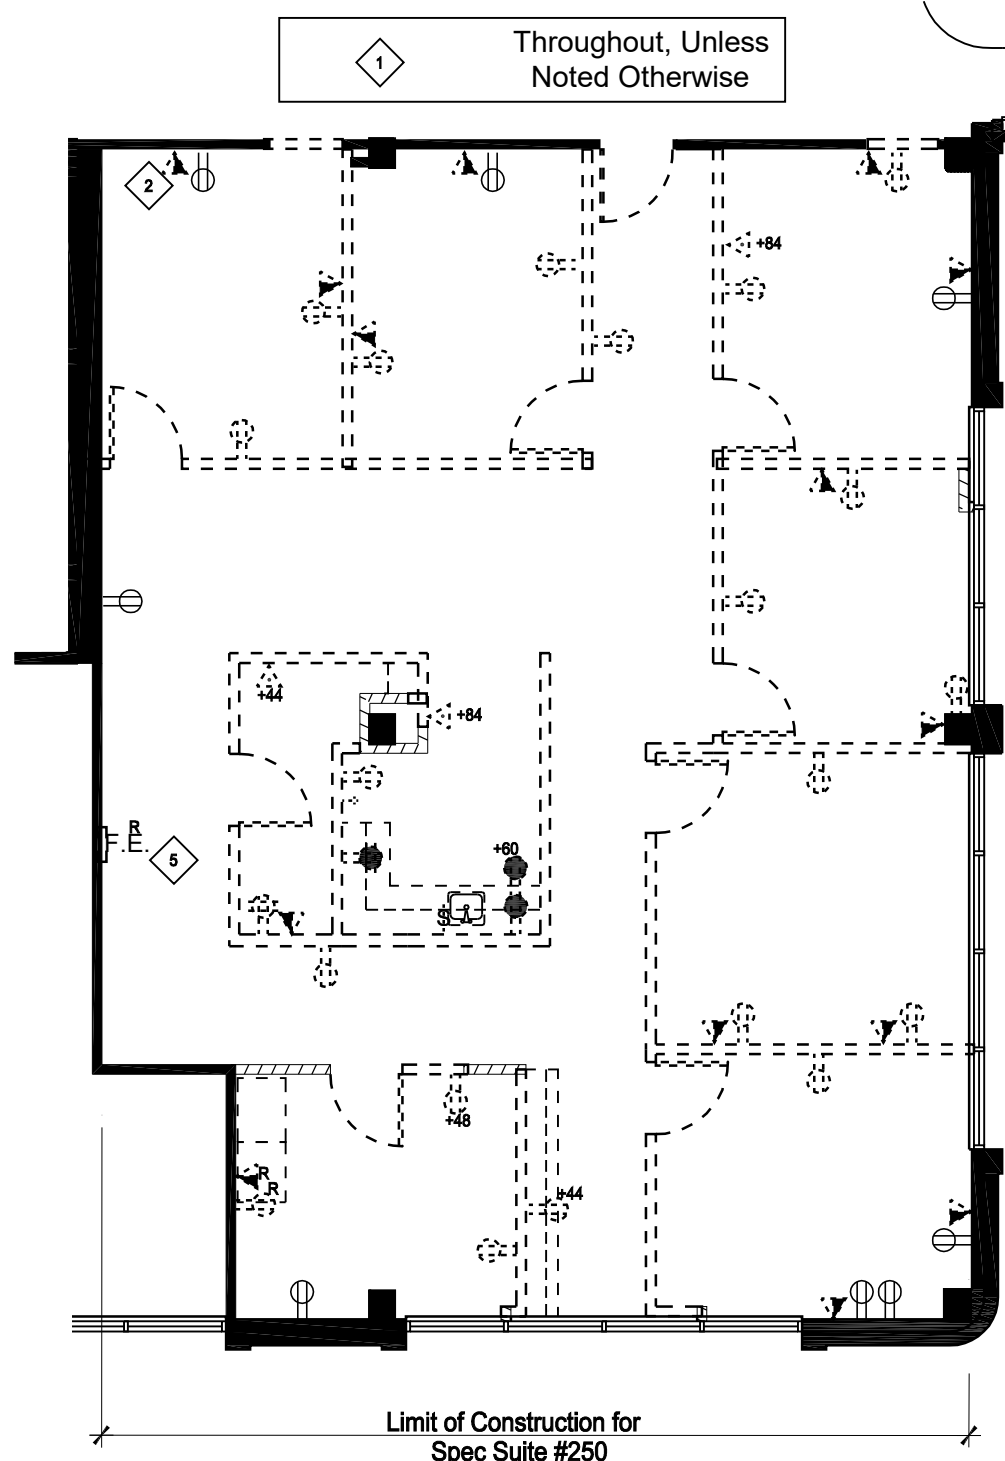 1
Throughout, Unless
Noted Otherwise
2
+84
+44
+84
R
F.E.
5
+60
S
+48
R
R
+44
Limit of Construction for
Spec Suite #250